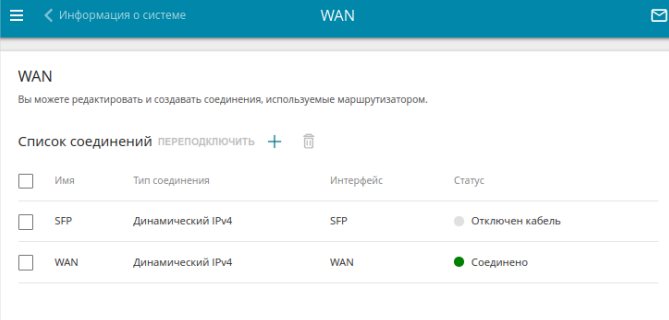 Информация о системе WAN
WAN
Вы можете редактировать и создавать соединения, используемые маршрутизатором.
Список соединений ПЕРЕПОДКЛЮЧИТЬ
Имя Тип соединения Интерфейс Статус
SFP Динамический IPv4 SFP Отключен кабель
WAN Динамический IPv4 WAN Соединено